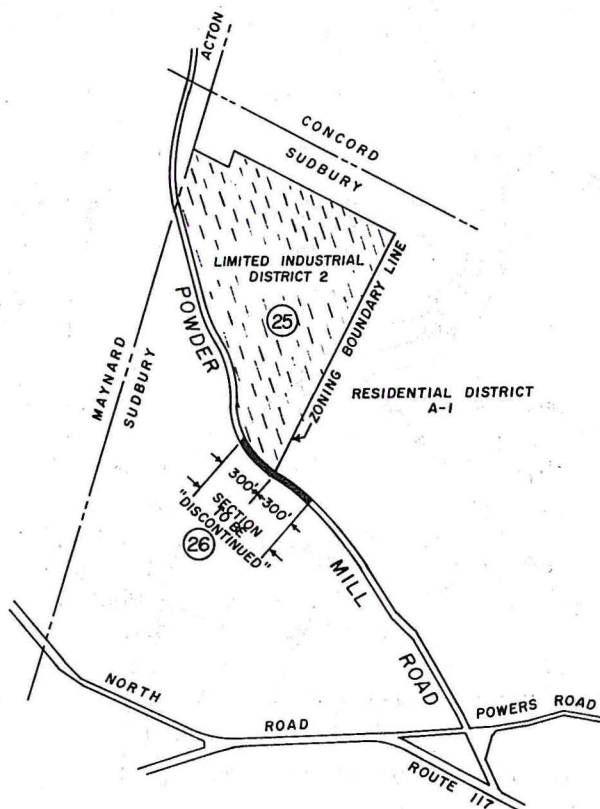 ACTON
CONCORD
SUDBURY
LIMITED INDUSTRIAL
DISTRICT 2
25
ZONING BOUNDARY LINE
POWDER
MAYNARD
SUDBURY
RESIDENTIAL DISTRICT
A-1
300'
300'
SECTION
TO BE
"DISCONTINUED"
26
MILL
ROAD
NORTH
ROAD
POWERS ROAD
ROUTE 117